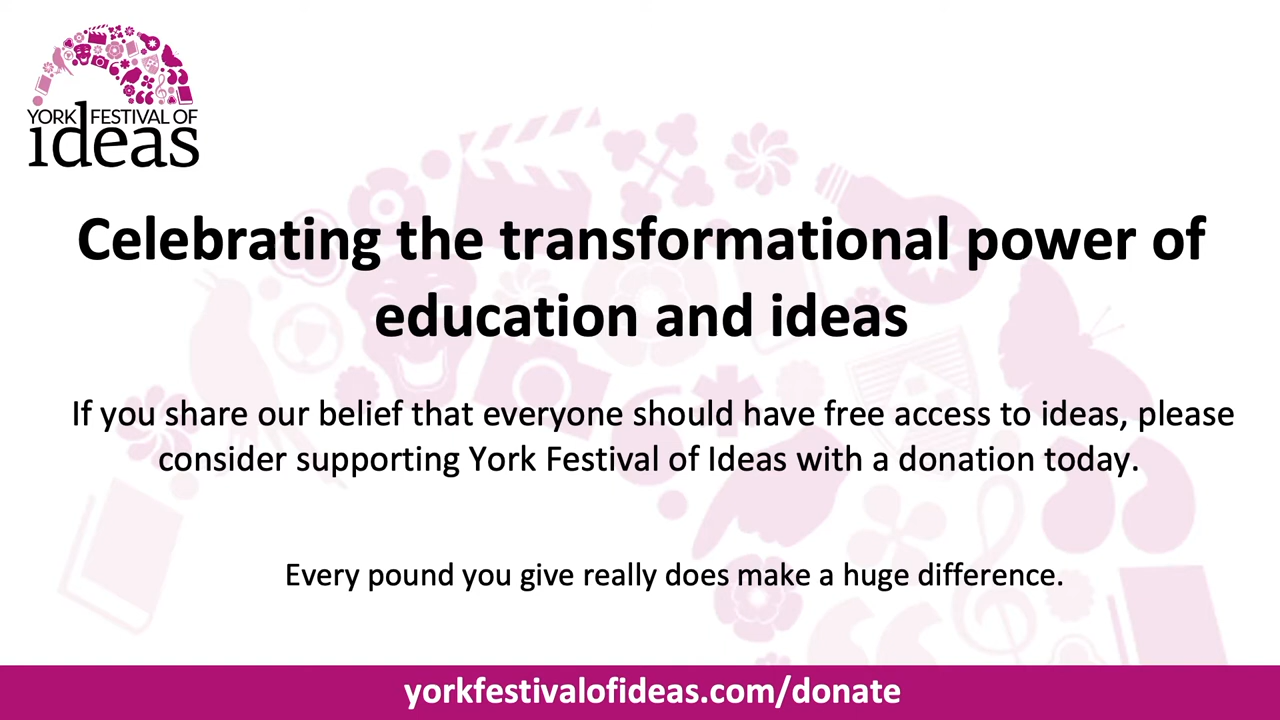 YORK FESTIVAL OF
ideas
Celebrating the transformational power of
education and ideas
If you share our belief that everyone should have free access to ideas, please
consider supporting York Festival of Ideas with a donation today.
Every pound you give really does make a huge difference.
yorkfestivalofideas.com/donate